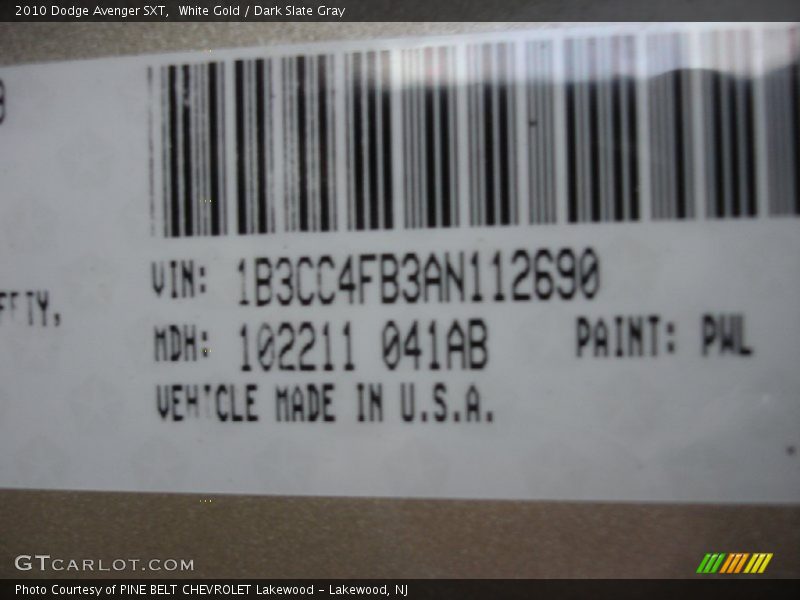 2010 Dodge Avenger SXT,  White Gold / Dark Slate Gray
VIN: 1B3CC4FB3AN112690
MDH: 102211 041AB PAINT: PWL
VEHICLE MADE IN U.S.A.
GTCARLOT.COM
Photo Courtesy of PINE BELT CHEVROLET Lakewood - Lakewood, NJ